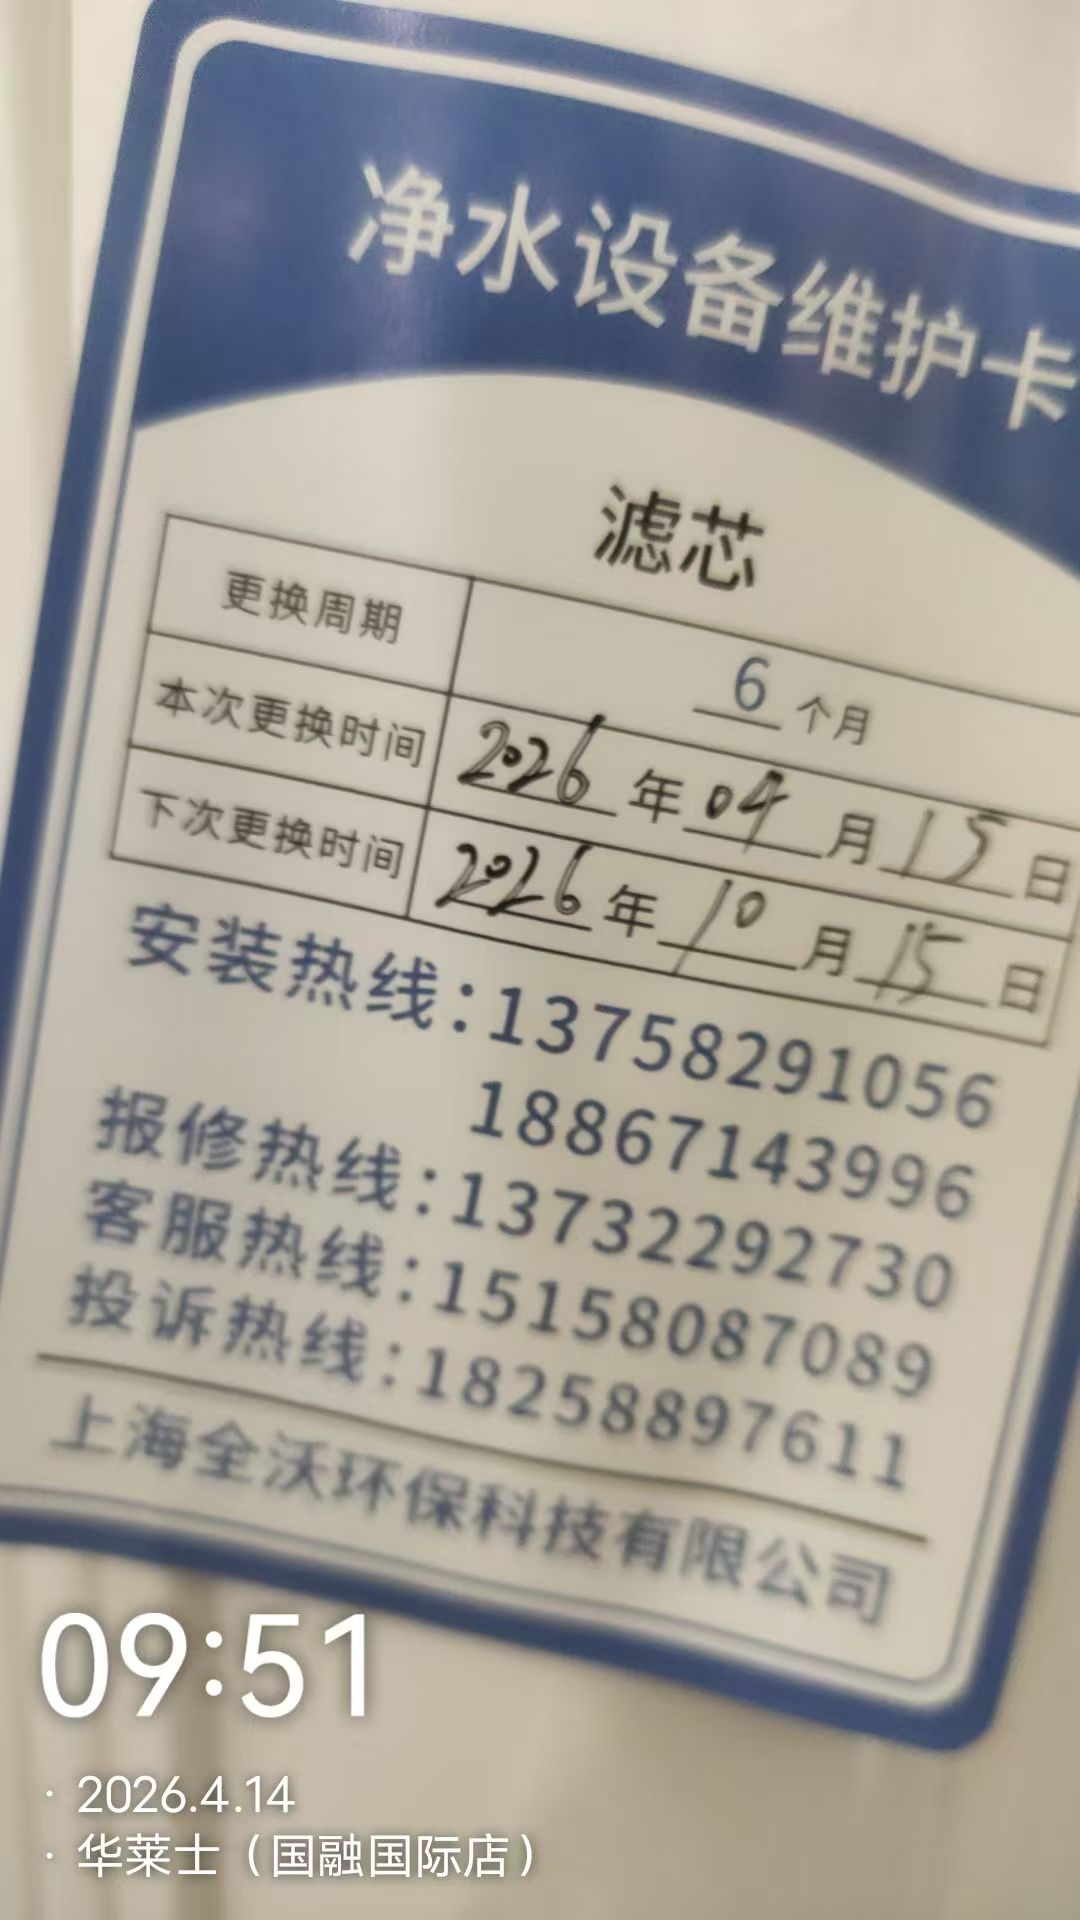 净水设备维护卡
滤芯
更换周期 6 个月
本次更换时间 2026 年 04 月 15 日
下次更换时间 2026 年 10 月 15 日
安装热线:13758291056
18867143996
报修热线:13732292730
客服热线:15158087089
投诉热线:18258897611
上海全沃环保科技有限公司
09:51
· 2026.4.14
· 华莱士（国融国际店）